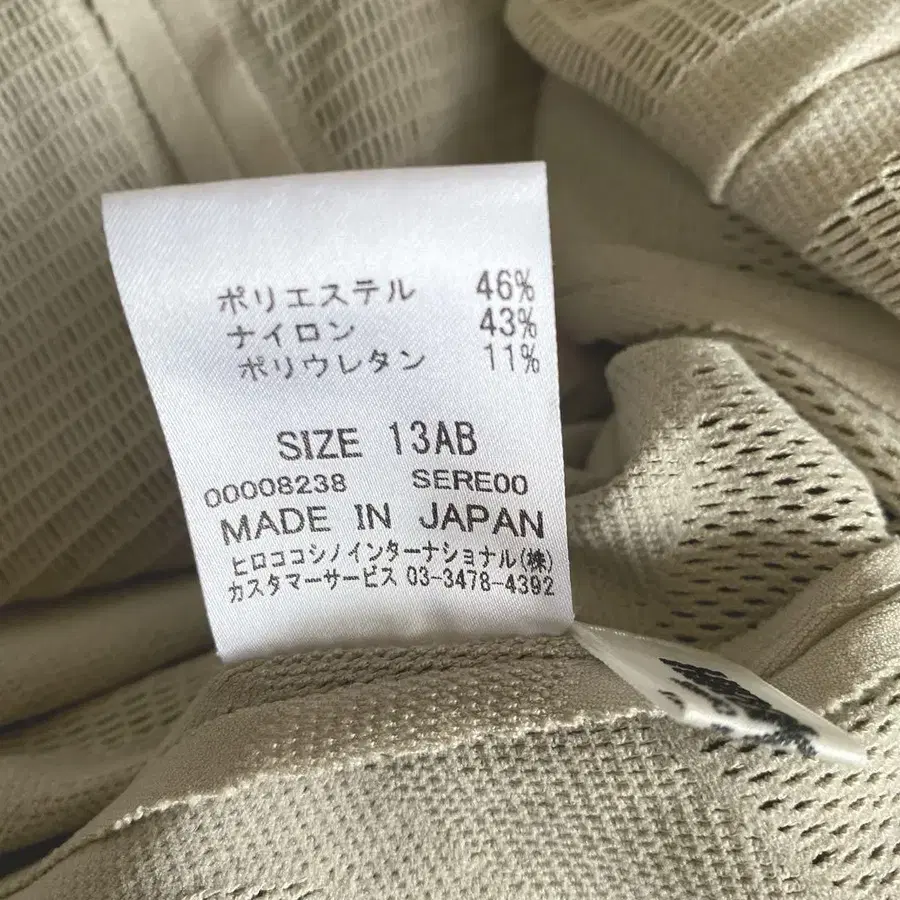 ポリエステル 46%
ナイロン 43%
ポリウレタン 11%
SIZE 13AB
00008238 SERE00
MADE IN JAPAN
ヒロココシノインターナショナル(株)
カスタマーサービス 03-3478-4392